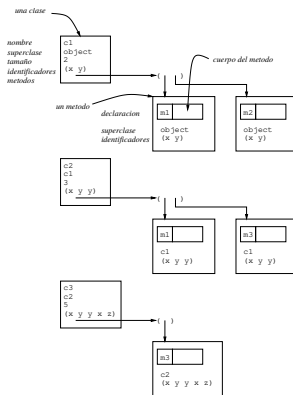 una clase
nombre
superclase
tamaño
identificadores
metodos
c1
object
2
(x y)
( )
cuerpo del metodo
un metodo
declaracion
superclase
identificadores
m1
object
(x y)
m2
object
(x y)
c2
c1
3
(x y y)
( )
m1
c1
(x y y)
m3
c1
(x y y)
c3
c2
5
(x y y x z)
( )
m3
c2
(x y y x z)